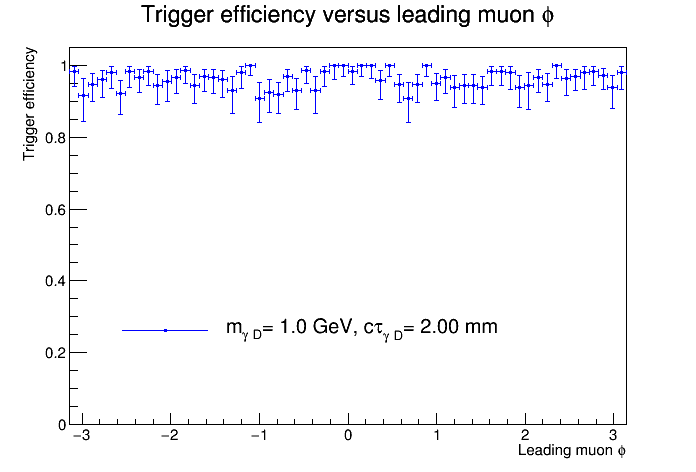 Trigger efficiency versus leading muon ϕ
Trigger efficiency
1
0.8
0.6
0.4
0.2
0
mγ D= 1.0 GeV, cτγ D= 2.00 mm
−3 −2 −1 0 1 2 3
Leading muon ϕ